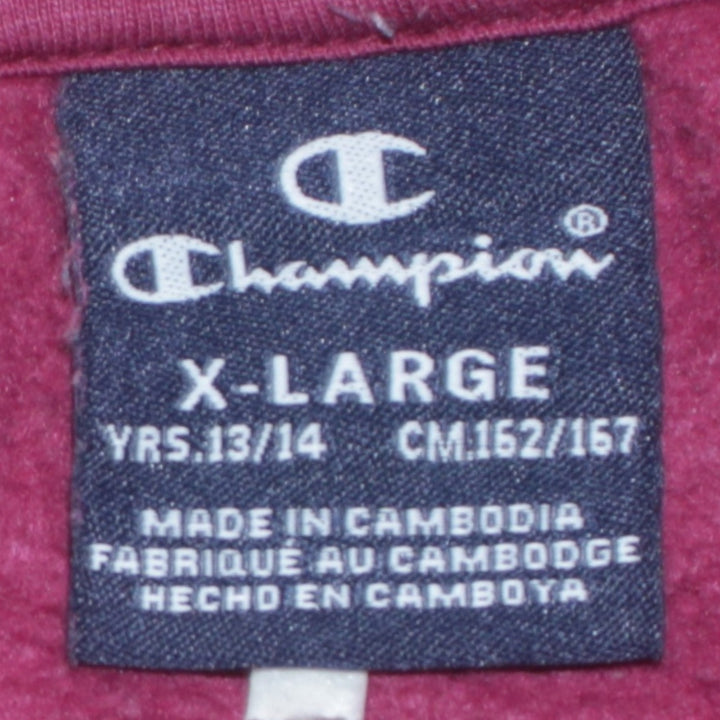 Champion®
X-LARGE
YRS.13/14 CM.162/167
MADE IN CAMBODIA
FABRIQUÉ AU CAMBODGE
HECHO EN CAMBOYA